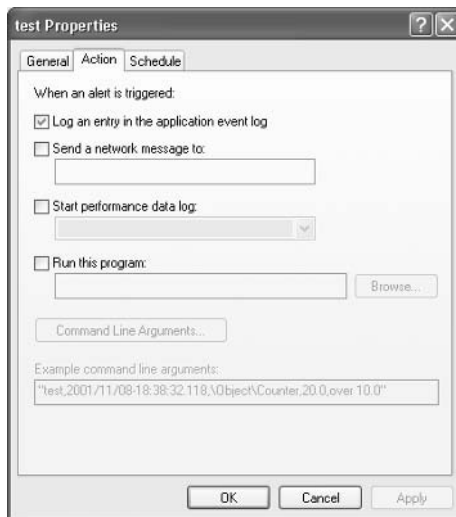 test Properties
General Action Schedule
When an alert is triggered:
Log an entry in the application event log
Send a network message to:
Start performance data log:
Run this program:
Browse...
Command Line Arguments...
Example command line arguments:
"test,2001/11/08-18:38:32.118,\Object\Counter,20.0,over 10.0"
OK Cancel Apply